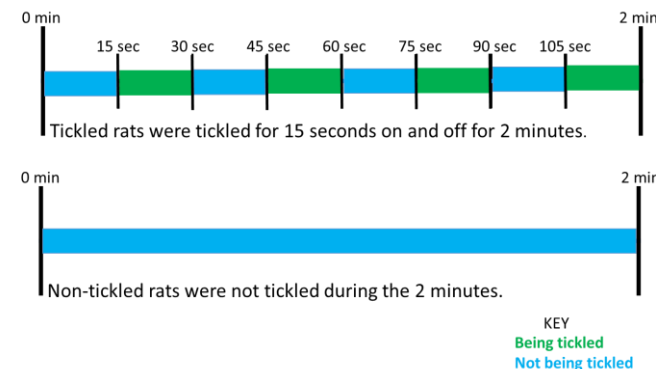 0 min 2 min
15 sec 30 sec 45 sec 60 sec 75 sec 90 sec 105 sec
Tickled rats were tickled for 15 seconds on and off for 2 minutes.
0 min 2 min
Non-tickled rats were not tickled during the 2 minutes.
KEY
Being tickled
Not being tickled